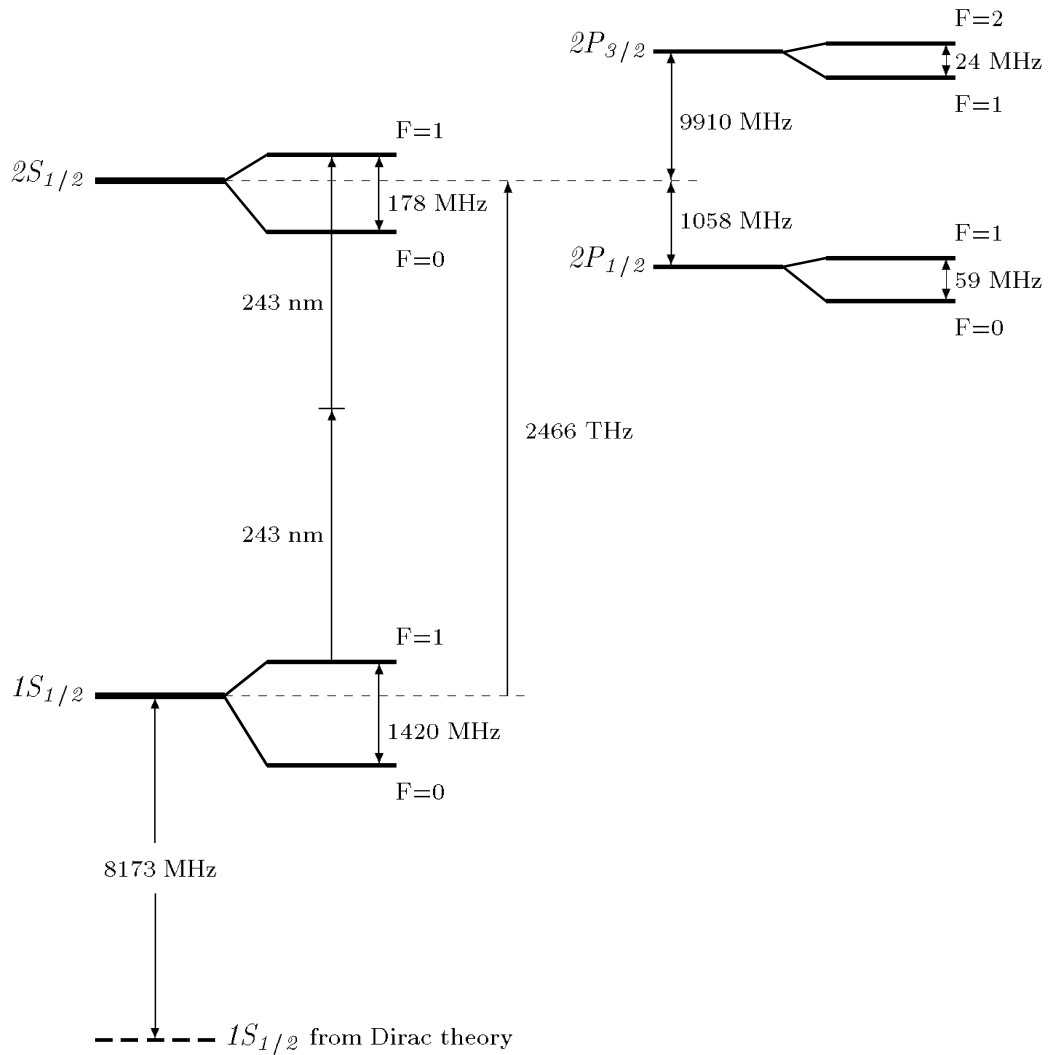 F=2
2P3/2
24 MHz
F=1
9910 MHz
F=1
2S1/2
178 MHz
1058 MHz
F=1
F=0
2P1/2
59 MHz
243 nm
F=0
2466 THz
243 nm
F=1
1S1/2
1420 MHz
F=0
8173 MHz
1S1/2 from Dirac theory